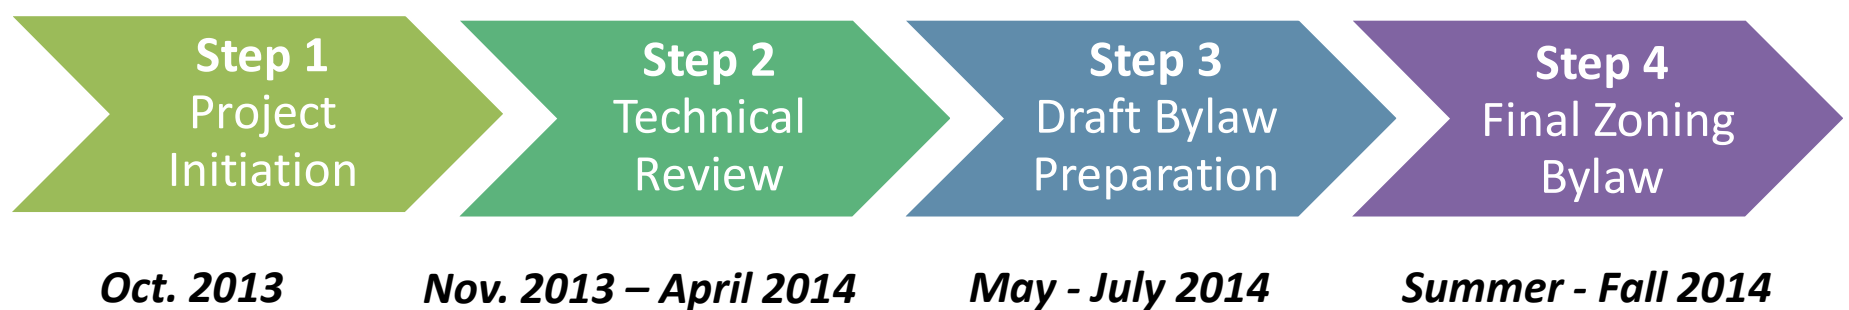 Step 1
Project
Initiation
Step 2
Technical
Review
Step 3
Draft Bylaw
Preparation
Step 4
Final Zoning
Bylaw
Oct. 2013
Nov. 2013 – April 2014
May - July 2014
Summer - Fall 2014